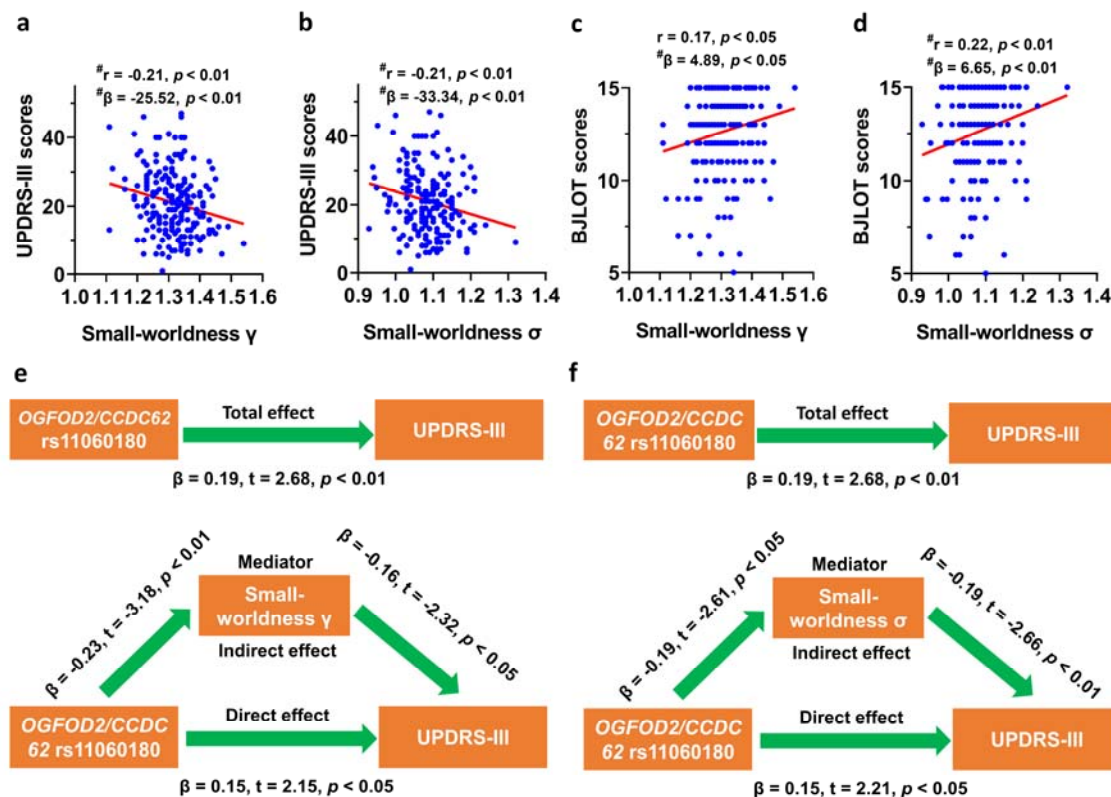 a
#r = -0.21, p < 0.01
#β = -25.52, p < 0.01
UPDRS-III scores
40
20
0
1.0 1.2 1.2 1.3 1.4 1.5 1.6
Small-worldness γ
b
#r = -0.21, p < 0.01
#β = -33.34, p < 0.01
UPDRS-III scores
40
20
0
0.9 1.0 1.1 1.2 1.3 1.4
Small-worldness σ
c
r = 0.17, p < 0.05
#β = 4.89, p < 0.05
BJLOT scores
15
13
11
9
7
5
1.0 1.1 1.2 1.3 1.4 1.5 1.6
Small-worldness γ
d
#r = 0.22, p < 0.01
#β = 6.65, p < 0.01
BJLOT scores
15
13
11
9
7
5
0.9 1.0 1.1 1.2 1.3 1.4
Small-worldness σ
e
OGFOD2/CCDC62
rs11060180
Total effect
UPDRS-III
β = 0.19, t = 2.68, p < 0.01
β = -0.23, t = -3.18, p < 0.01
Mediator
Small-
worldness γ
Indirect effect
β = -0.16, t = -2.32, p < 0.05
OGFOD2/CCDC
62 rs11060180
Direct effect
UPDRS-III
β = 0.15, t = 2.15, p < 0.05
f
OGFOD2/CCDC
62 rs11060180
Total effect
UPDRS-III
β = 0.19, t = 2.68, p < 0.01
β = -0.19, t = -2.61, p < 0.05
Mediator
Small-
worldness σ
Indirect effect
β = -0.19, t = -2.66, p < 0.01
OGFOD2/CCDC
62 rs11060180
Direct effect
UPDRS-III
β = 0.15, t = 2.21, p < 0.05